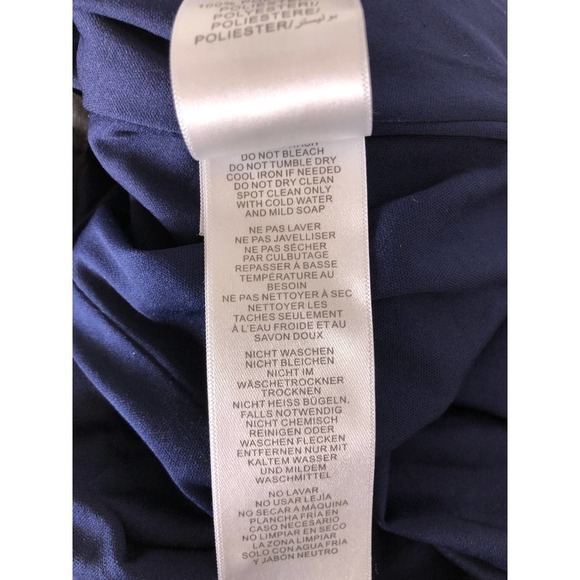 100% POLIESTER/
POLIESTERE/
POLIESTER/ بوليستر
DO NOT BLEACH
DO NOT TUMBLE DRY
COOL IRON IF NEEDED
DO NOT DRY CLEAN
SPOT CLEAN ONLY
WITH COLD WATER
AND MILD SOAP
NE PAS LAVER
NE PAS JAVELLISER
NE PAS SÉCHER
PAR CULBUTAGE
REPASSER À BASSE
TEMPÉRATURE AU
BESOIN
NE PAS NETTOYER À SEC
NETTOYER LES
TACHES SEULEMENT
À L'EAU FROIDE ET AU
SAVON DOUX
NICHT WASCHEN
NICHT BLEICHEN
NICHT IM
WÄSCHETROCKNER
TROCKNEN
NICHT HEISS BÜGELN,
FALLS NOTWENDIG
NICHT CHEMISCH
REINIGEN ODER
WASCHEN FLECKEN
ENTFERNEN NUR MIT
KALTEM WASSER
UND MILDEM
WASCHMITTEL
NO LAVAR
NO USAR LEJÍA
NO SECAR A MÁQUINA
PLANCHA FRÍA EN
CASO NECESARIO
NO LIMPIAR EN SECO
LA ZONA LIMPIAR
SOLO CON AGUA FRÍA
Y JABÓN NEUTRO